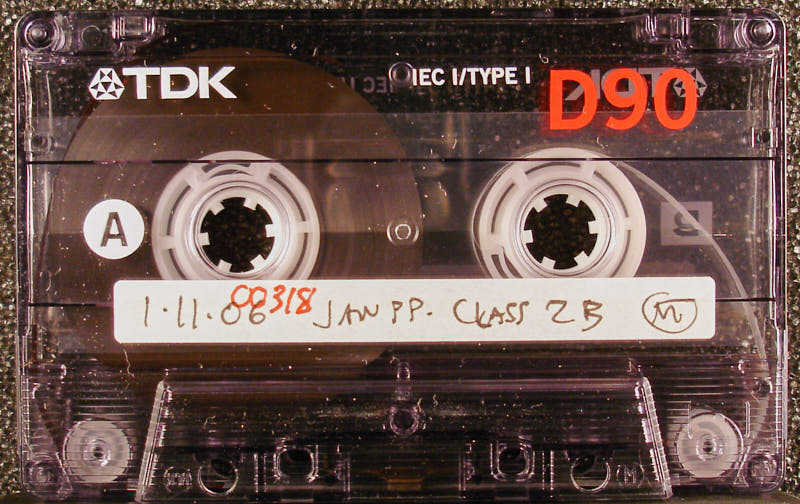 TDK IEC I/TYPE I D90
A
1·11·06 00318 JAN PP. CLASS 2B M